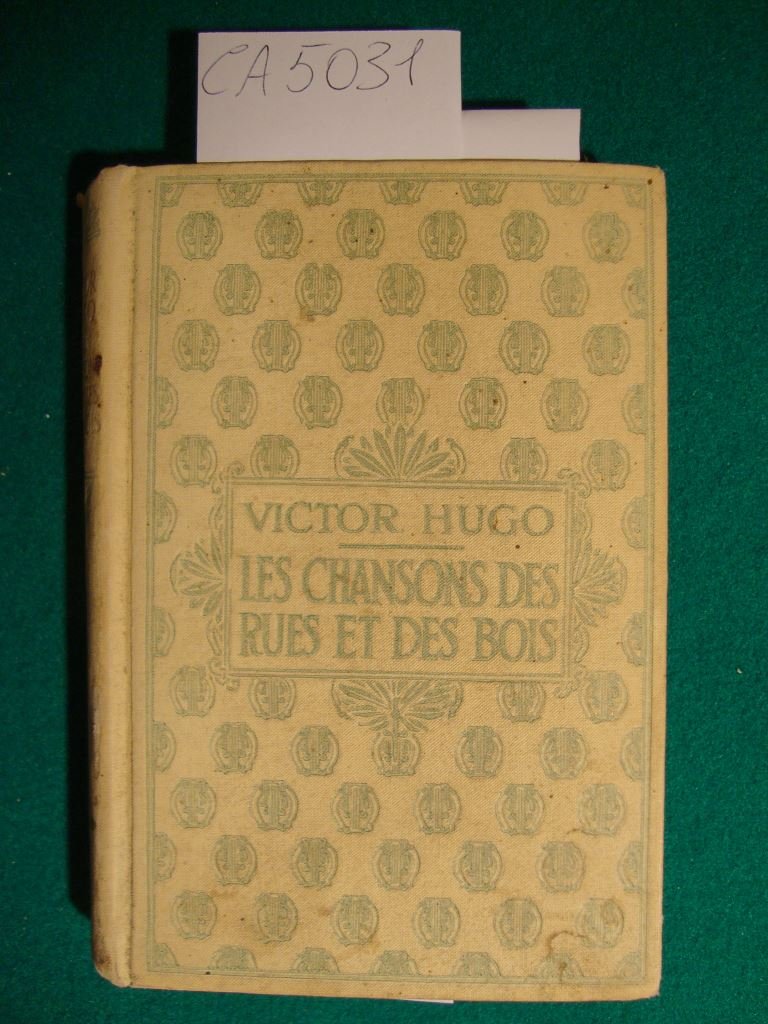 CA5031
VICTOR HUGO
LES CHANSONS DES
RUES ET DES BOIS